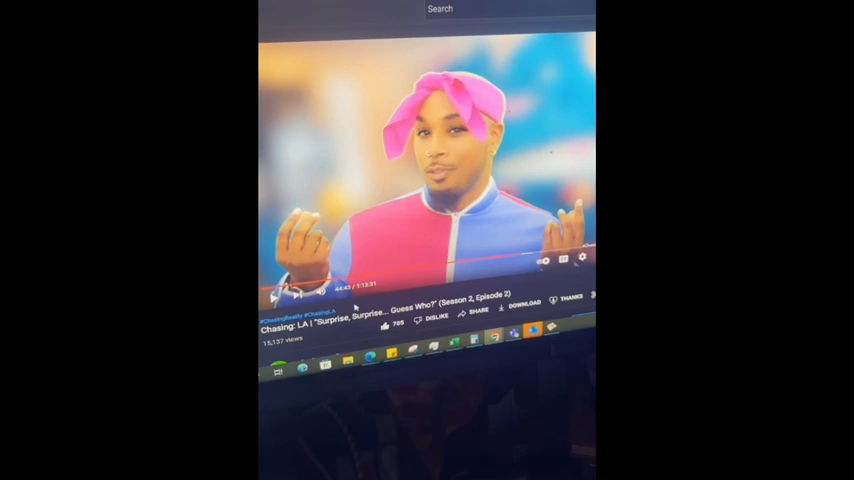 Search
44:43 / 1:13:31
#ChasingReality #ChasingLA
Chasing: LA | "Surprise, Surprise... Guess Who?" (Season 2, Episode 2)
15,137 views
705
DISLIKE
SHARE
DOWNLOAD
THANKS